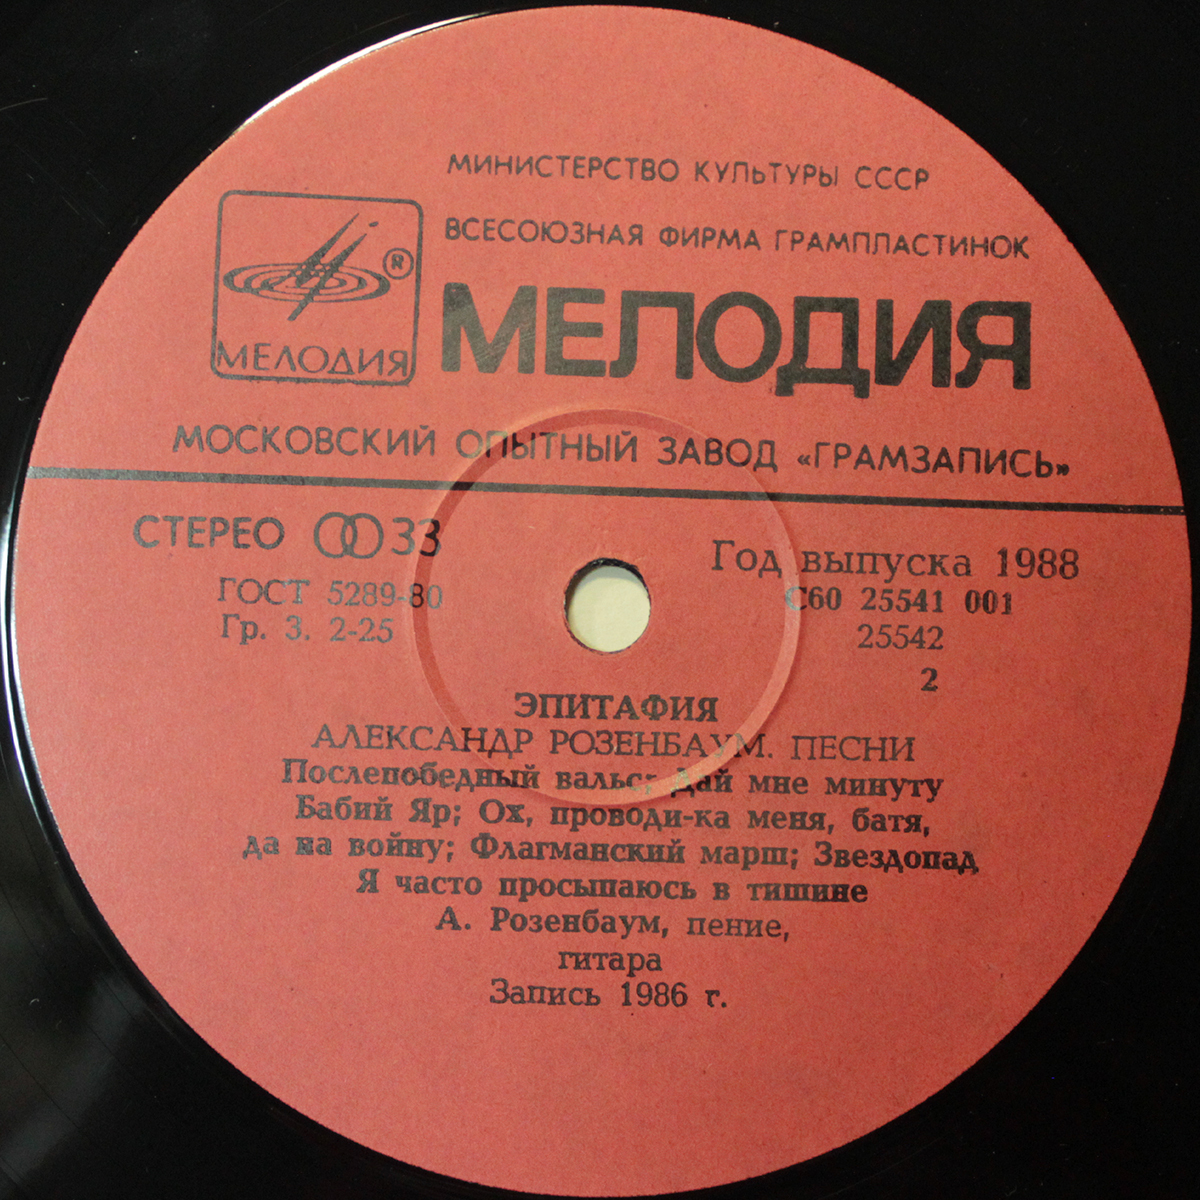 МИНИСТЕРСТВО КУЛЬТУРЫ СССР
ВСЕСОЮЗНАЯ ФИРМА ГРАМПЛАСТИНОК
®
МЕЛОДИЯ
МЕЛОДИЯ
МОСКОВСКИЙ ОПЫТНЫЙ ЗАВОД «ГРАМЗАПИСЬ»
СТЕРЕО 33
Год выпуска 1988
ГОСТ 5289-80
С60 25541 001
Гр. 3. 2-25
25542
2
ЭПИТАФИЯ
АЛЕКСАНДР РОЗЕНБАУМ. ПЕСНИ
Послепобедный вальс; Дай мне минуту
Бабий Яр; Ох, проводи-ка меня, батя,
да на войну; Флагманский марш; Звездопад
Я часто просыпаюсь в тишине
А. Розенбаум, пение,
гитара
Запись 1986 г.